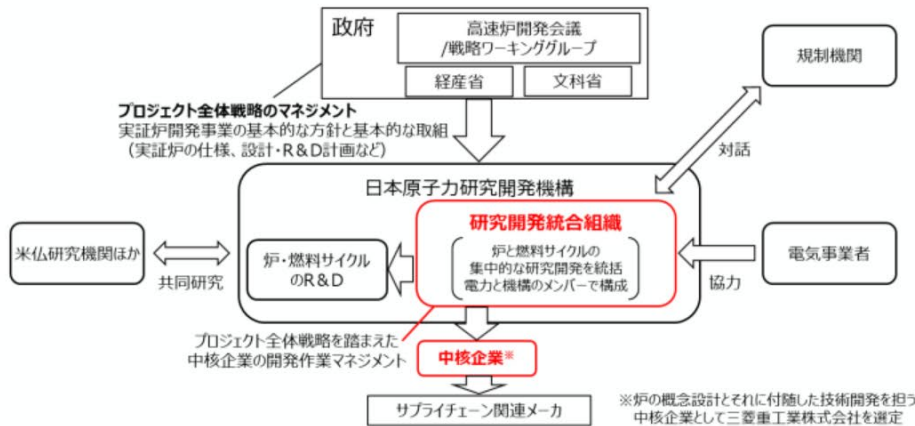 政府
高速炉開発会議
/戦略ワーキンググループ
経産省
文科省
規制機関
プロジェクト全体戦略のマネジメント
実証炉開発事業の基本的な方針と基本的な取組
(実証炉の仕様、設計・R&D計画など)
対話
日本原子力研究開発機構
研究開発統合組織
炉と燃料サイクルの
集中的な研究開発を統括
電力と機構のメンバーで構成
炉・燃料サイクル
のR&D
米仏研究機関ほか
共同研究
電気事業者
協力
プロジェクト全体戦略を踏まえた
中核企業の開発作業マネジメント
中核企業※
サプライチェーン関連メーカ
※炉の概念設計とそれに付随した技術開発を担う
中核企業として三菱重工業株式会社を選定